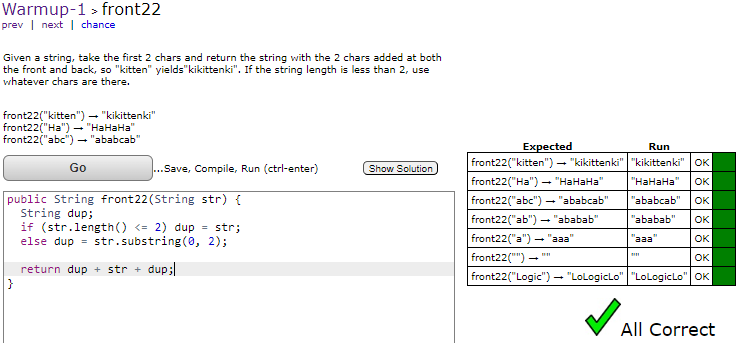 Warmup-1 > front22
prev | next | chance
Given a string, take the first 2 chars and return the string with the 2 chars added at both
the front and back, so "kitten" yields"kikittenki". If the string length is less than 2, use
whatever chars are there.
front22("kitten") → "kikittenki"
front22("Ha") → "HaHaHa"
front22("abc") → "ababcab"
Go ...Save, Compile, Run (ctrl-enter) Show Solution
public String front22(String str) {
  String dup;
  if (str.length() <= 2) dup = str;
  else dup = str.substring(0, 2);
  return dup + str + dup;
}
Expected Run
front22("kitten") → "kikittenki" "kikittenki" OK
front22("Ha") → "HaHaHa" "HaHaHa" OK
front22("abc") → "ababcab" "ababcab" OK
front22("ab") → "ababab" "ababab" OK
front22("a") → "aaa" "aaa" OK
front22("") → "" "" OK
front22("Logic") → "LoLogicLo" "LoLogicLo" OK
All Correct